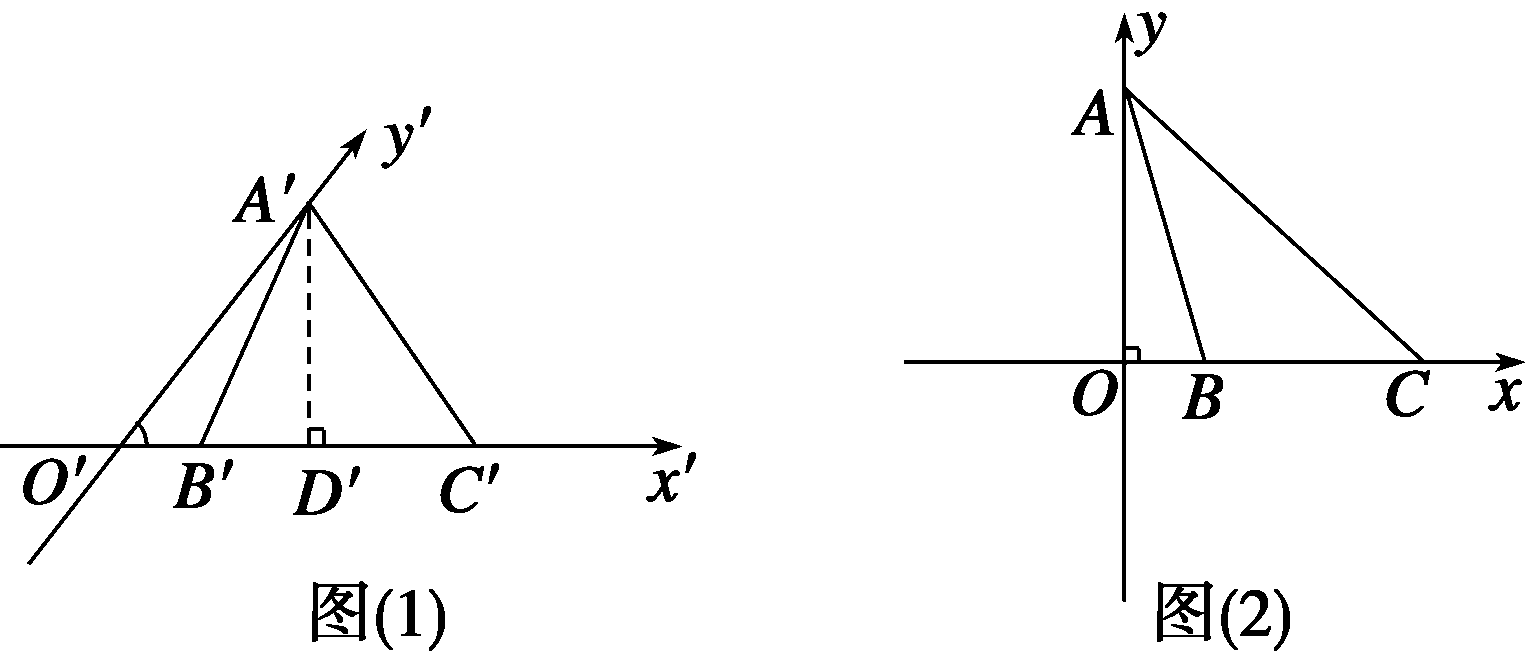 y′
A′
O′
B′
D′
C′
x′
图(1)
y
A
O
B
C
x
图(2)